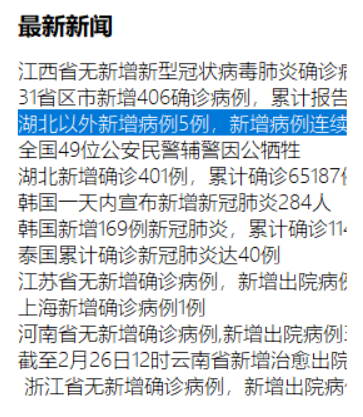 最新新闻
江西省无新增新型冠状病毒肺炎确诊病
31省区市新增406确诊病例，累计报告
湖北以外新增病例5例，新增病例连续
全国49位公安民警辅警因公牺牲
湖北新增确诊401例，累计确诊65187例
韩国一天内宣布新增新冠肺炎284人
韩国新增169例新冠肺炎，累计确诊114
泰国累计确诊新冠肺炎达40例
江苏省无新增确诊病例，新增出院病例
上海新增确诊病例1例
河南省无新增确诊病例,新增出院病例
截至2月26日12时云南省新增治愈出院
浙江省无新增确诊病例，新增出院病例